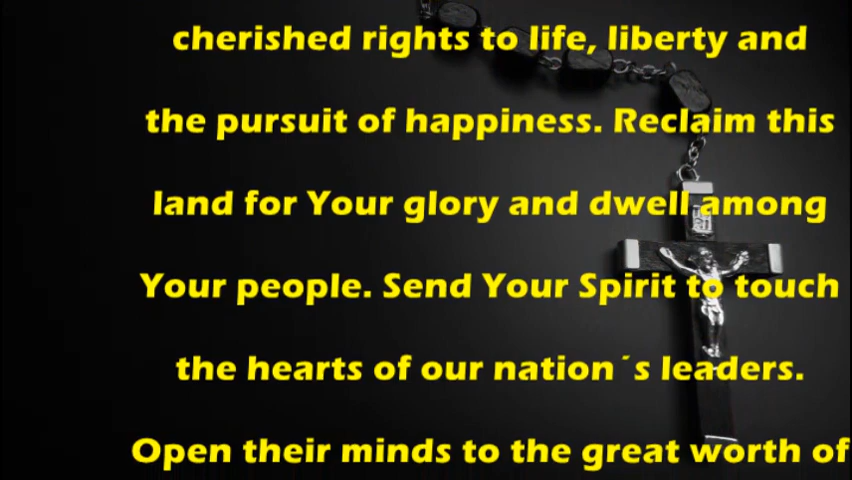 cherished rights to life, liberty and
the pursuit of happiness. Reclaim this
land for Your glory and dwell among
Your people. Send Your Spirit to touch
the hearts of our nation´s leaders.
Open their minds to the great worth of